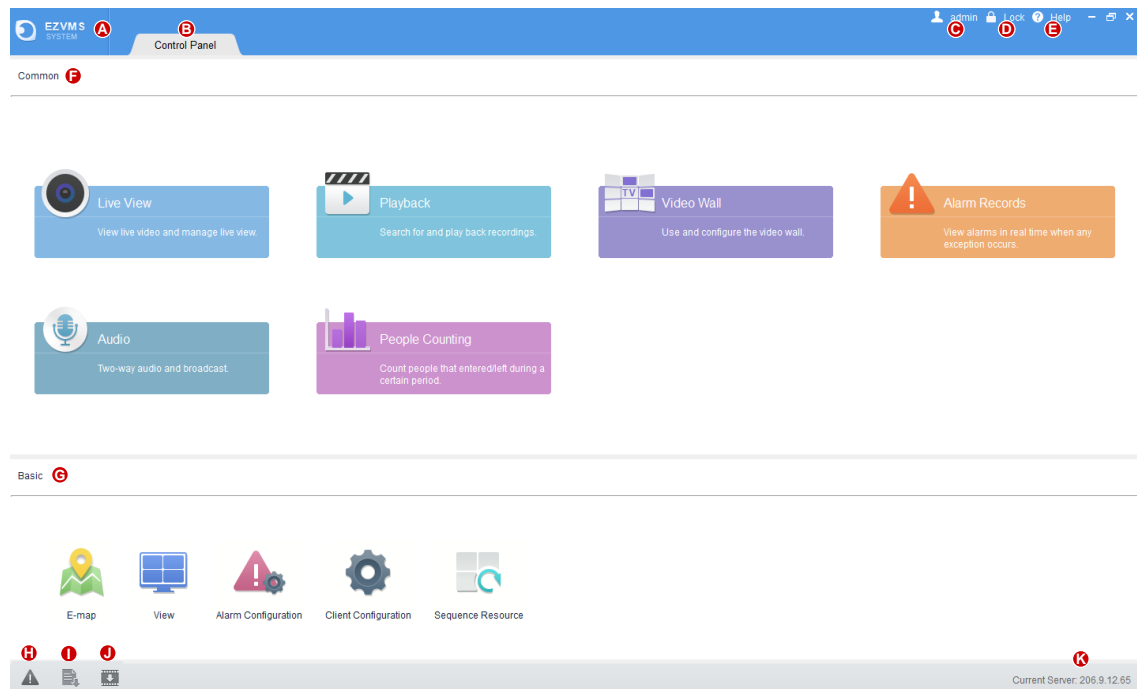 EZVMS
SYSTEM
A
B
Control Panel
admin
Lock
Help
C
D
E
Common
F
Live View
View live video and manage live view.
Playback
Search for and play back recordings.
TV
Video Wall
Use and configure the video wall.
Alarm Records
View alarms in real time when any
exception occurs.
Audio
Two-way audio and broadcast.
People Counting
Count people that entered/left during a
certain period.
Basic
G
E-map
View
Alarm Configuration
Client Configuration
Sequence Resource
H
I
J
K
Current Server: 206.9.12.65